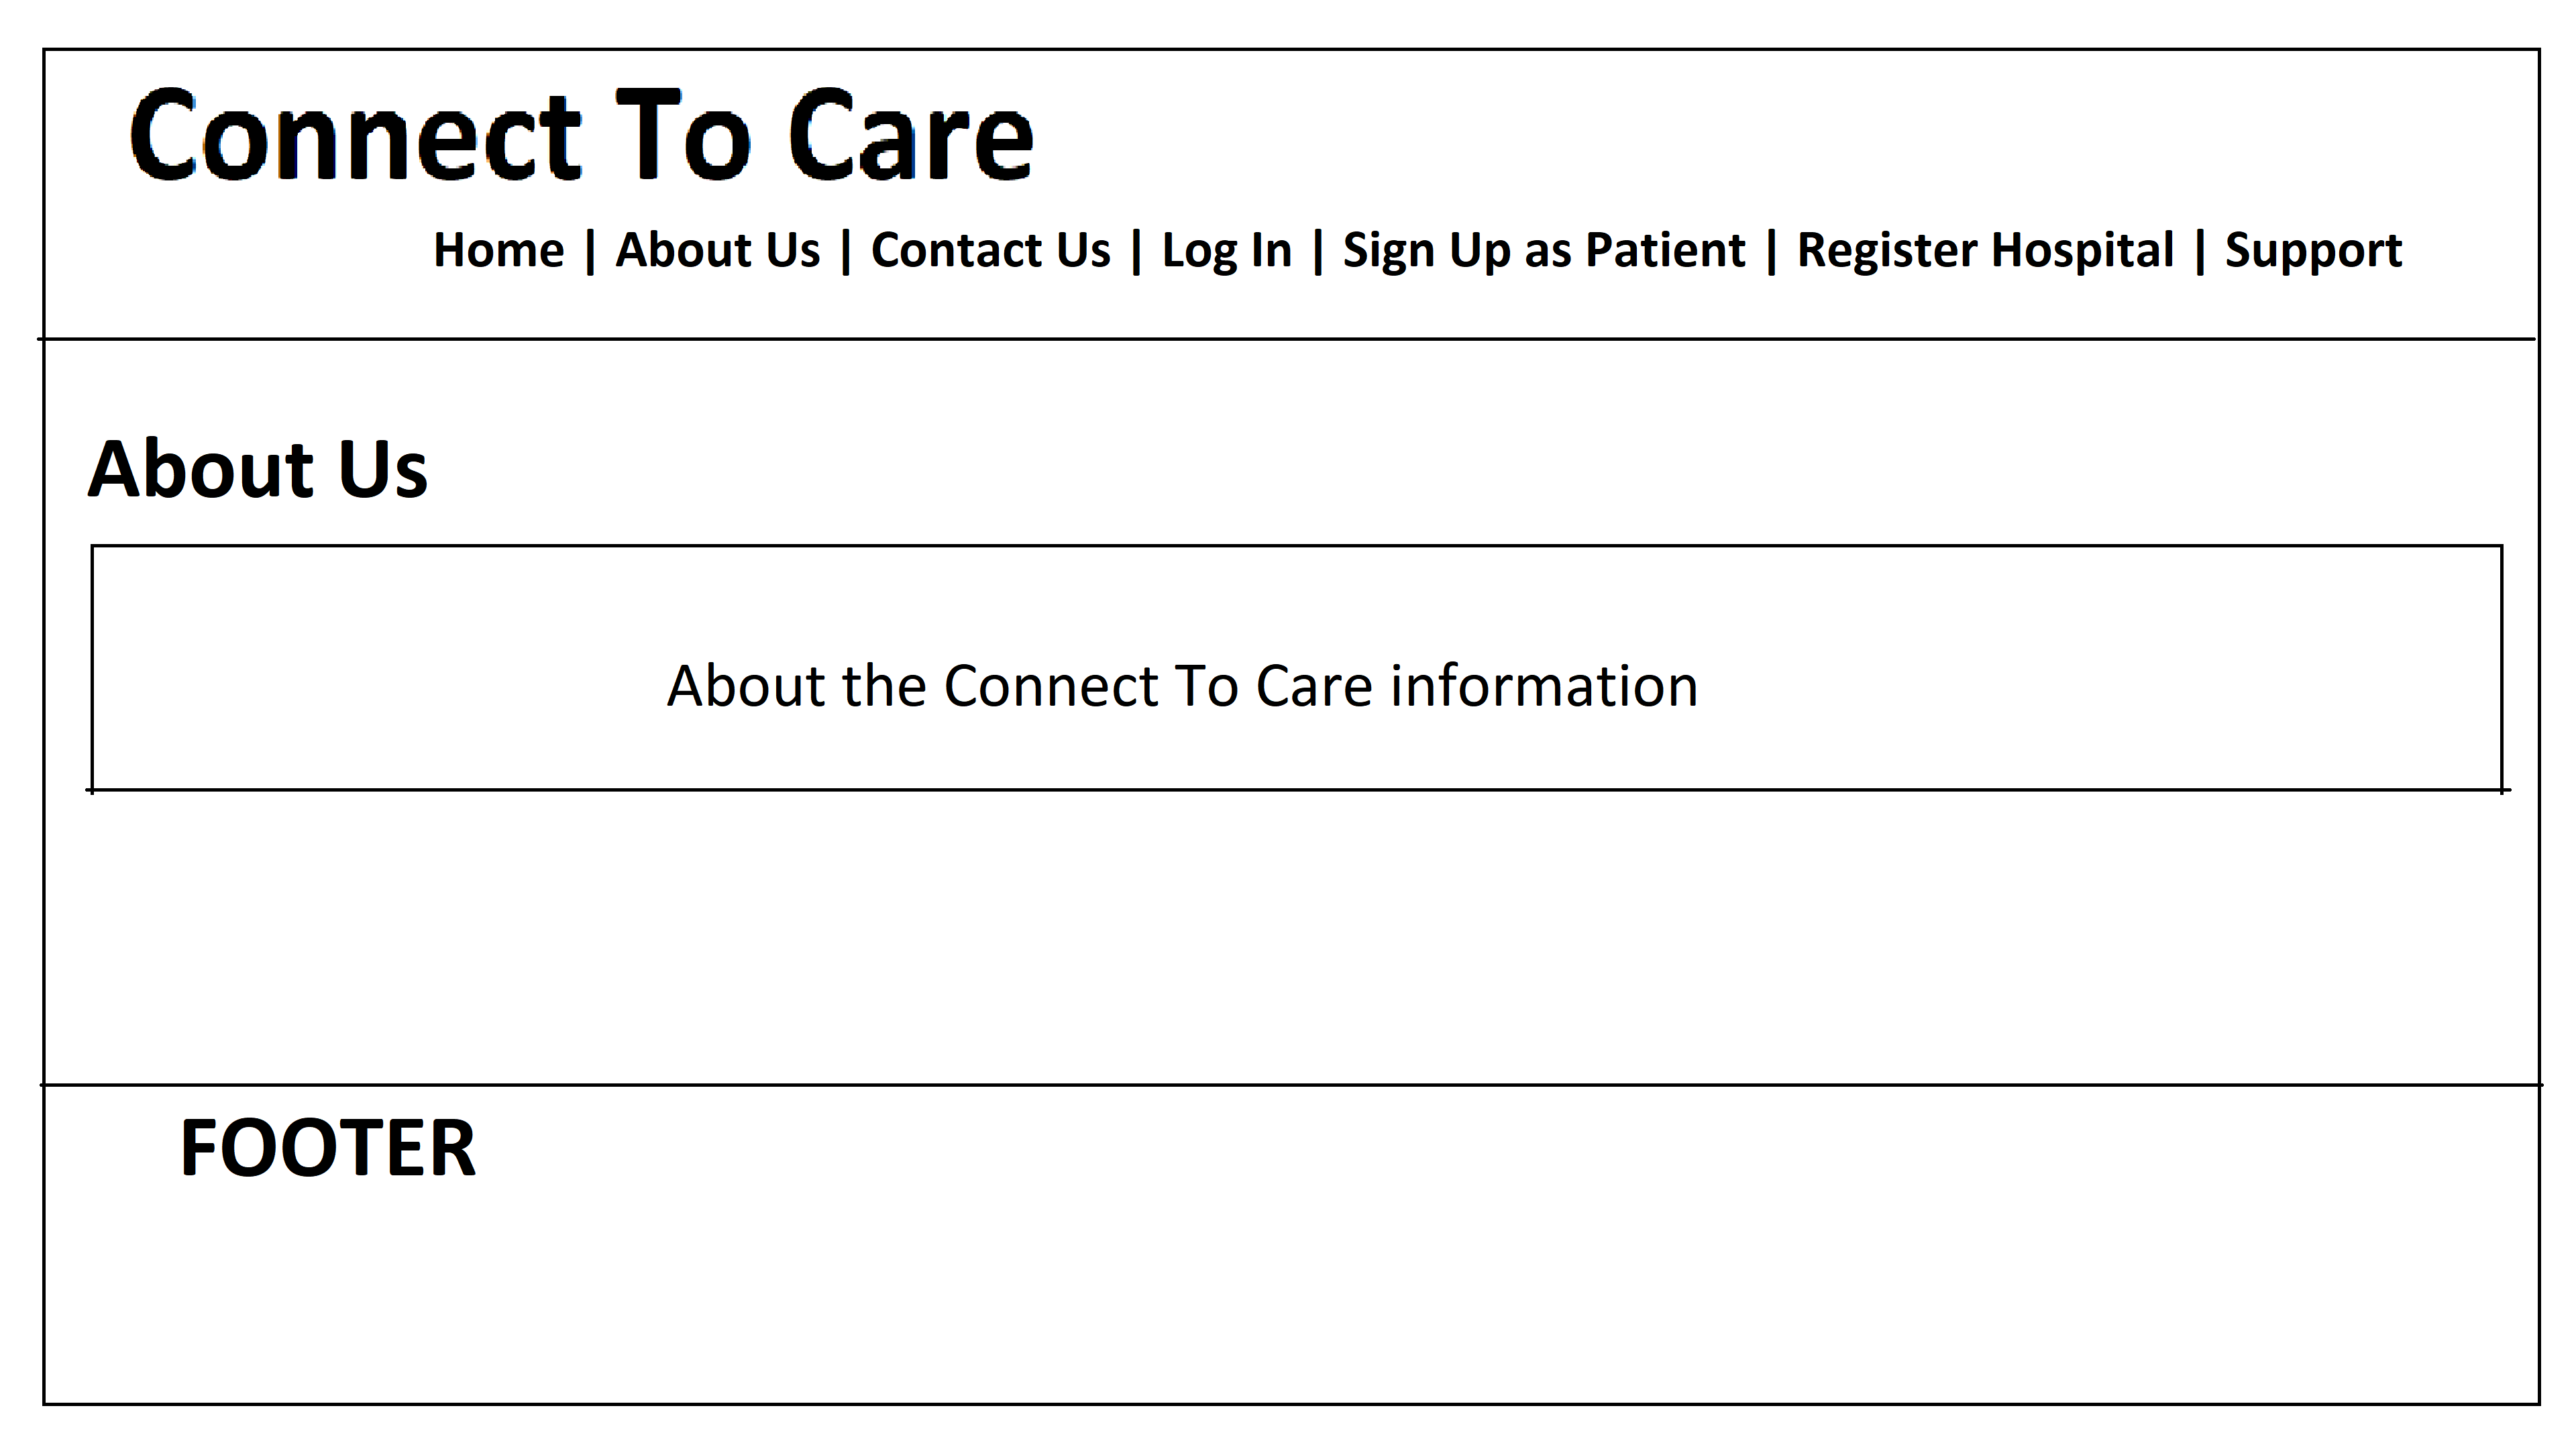 Connect To Care
Home | About Us | Contact Us | Log In | Sign Up as Patient | Register Hospital | Support
About Us
About the Connect To Care information
FOOTER